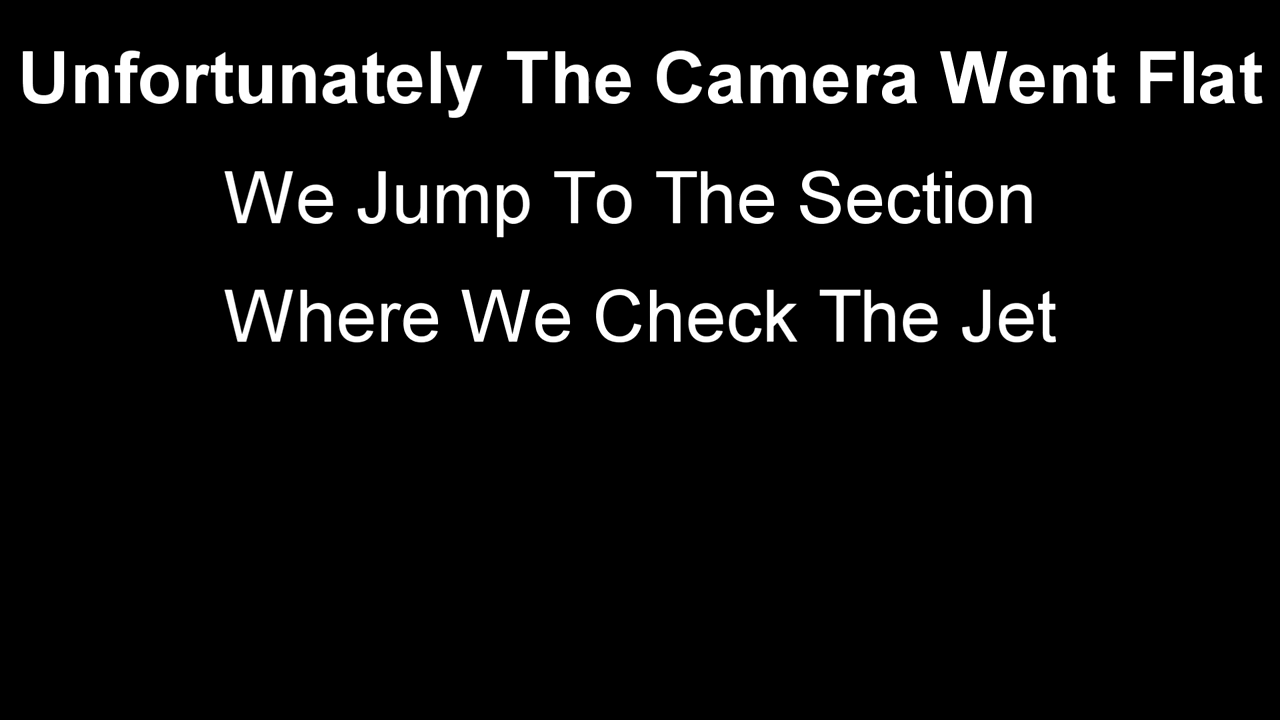 Unfortunately The Camera Went Flat
We Jump To The Section
Where We Check The Jet